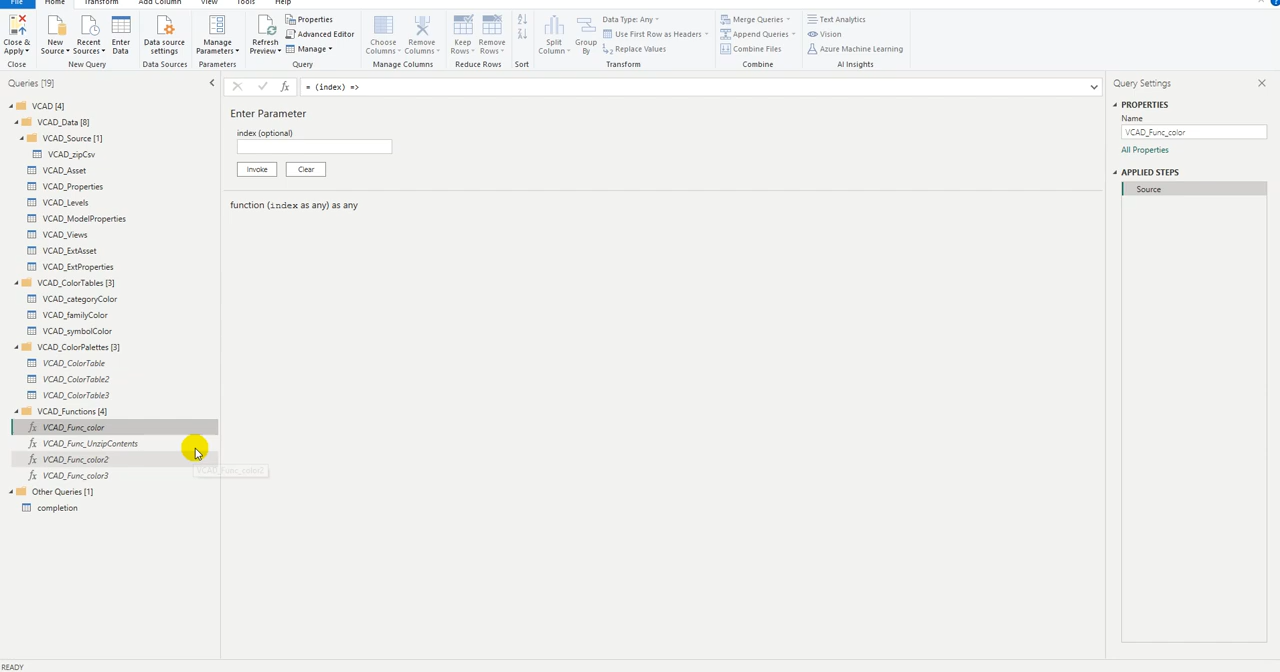 File Home Transform Add Column View Tools Help
Close & Apply New Source Recent Sources Enter Data Data source settings Manage Parameters Refresh Preview Properties Advanced Editor Manage Choose Columns Remove Columns Keep Rows Remove Rows Split Column Group By Data Type: Any Use First Row as Headers Replace Values Merge Queries Append Queries Combine Files Text Analytics Vision Azure Machine Learning
Close New Query Data Sources Parameters Query Manage Columns Reduce Rows Sort Transform Combine AI Insights
Queries [19]
VCAD [4]
VCAD_Data [8]
VCAD_Source [1]
VCAD_zipCsv
VCAD_Asset
VCAD_Properties
VCAD_Levels
VCAD_ModelProperties
VCAD_Views
VCAD_ExtAsset
VCAD_ExtProperties
VCAD_ColorTables [3]
VCAD_categoryColor
VCAD_familyColor
VCAD_symbolColor
VCAD_ColorPalettes [3]
VCAD_ColorTable
VCAD_ColorTable2
VCAD_ColorTable3
VCAD_Functions [4]
fx VCAD_Func_color
fx VCAD_Func_UnzipContents
fx VCAD_Func_color2
VCAD_Func_color2
fx VCAD_Func_color3
Other Queries [1]
completion
fx = (index) =>
Enter Parameter
index (optional)
Invoke Clear
function (index as any) as any
Query Settings
PROPERTIES
Name
VCAD_Func_color
All Properties
APPLIED STEPS
Source
READY